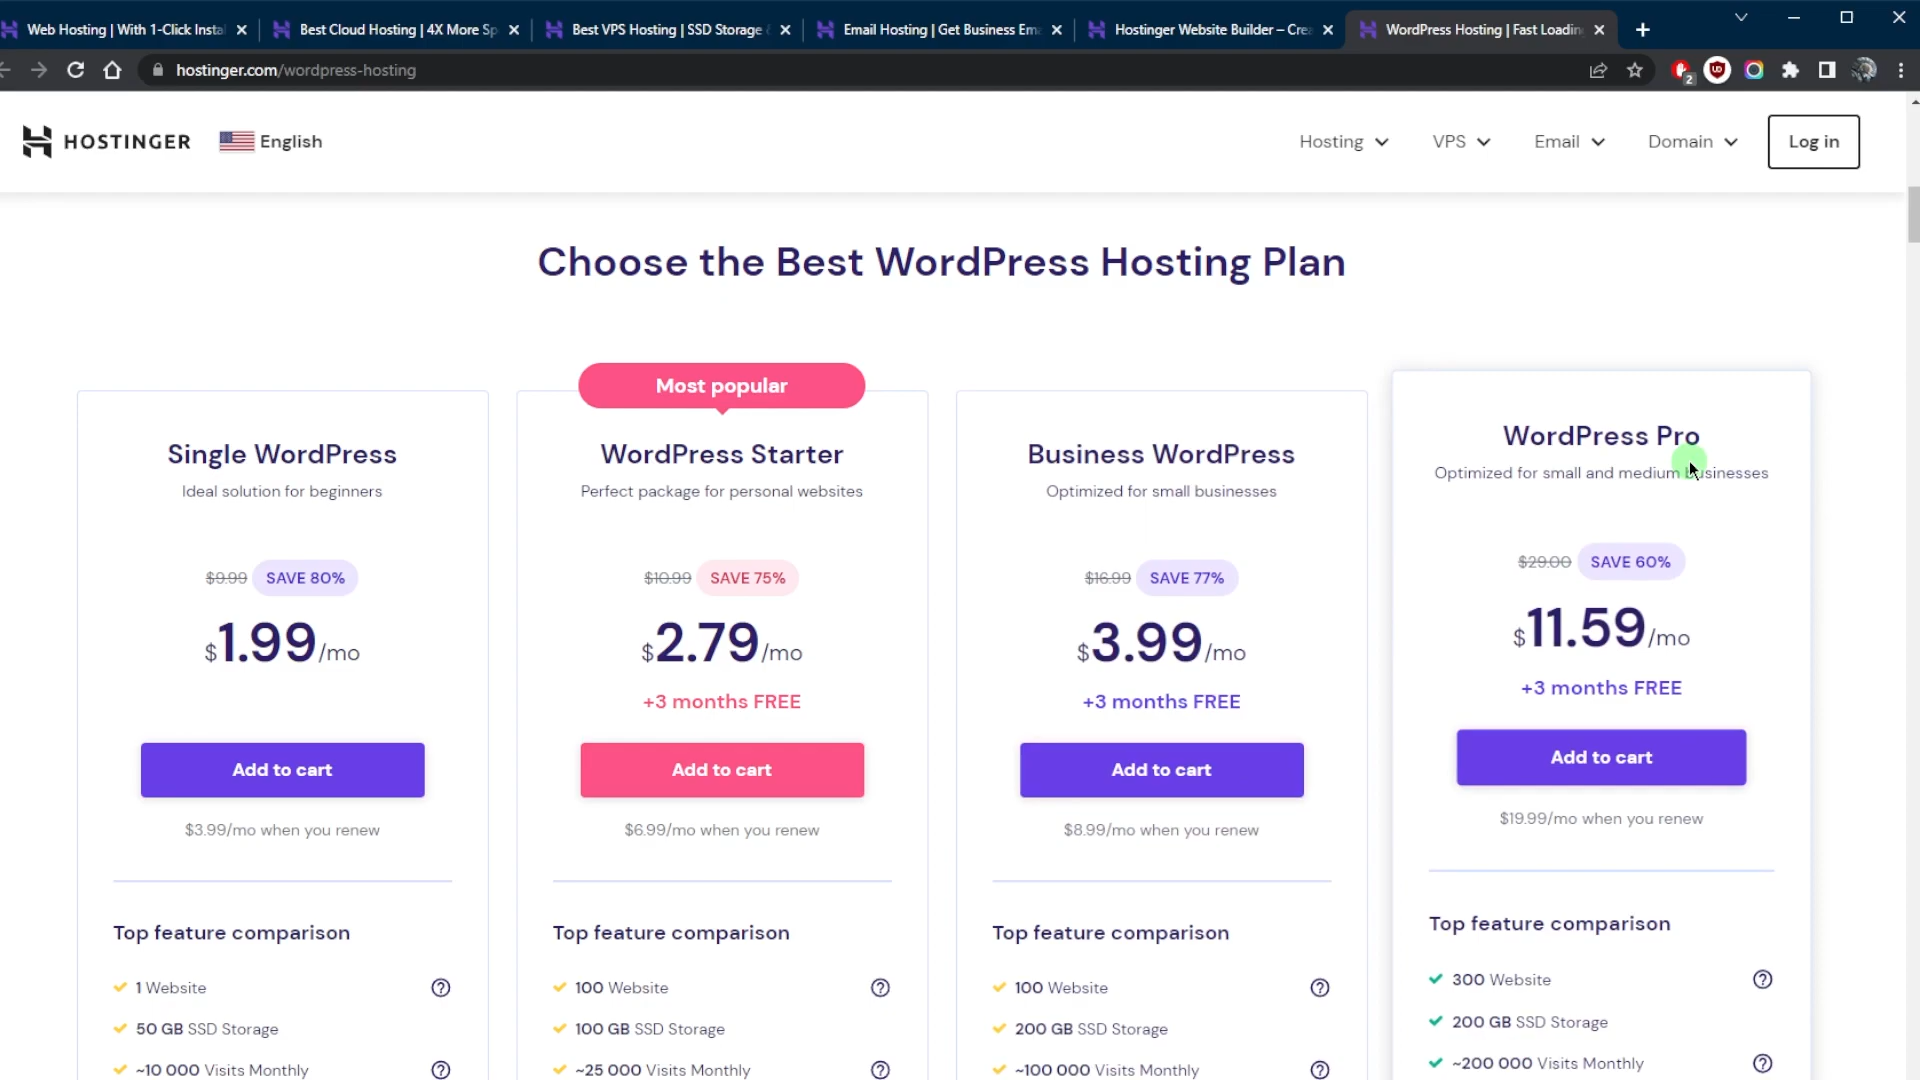 Web Hosting | With 1-Click Insta
Best Cloud Hosting | 4X More Sp
Best VPS Hosting | SSD Storage
Email Hosting | Get Business Em
Hostinger Website Builder – Cre
WordPress Hosting | Fast Loadin
hostinger.com/wordpress-hosting
2
HOSTINGER
English
Hosting
VPS
Email
Domain
Log in
Choose the Best WordPress Hosting Plan
Single WordPress
Ideal solution for beginners
$9.99 SAVE 80%
$1.99/mo
Add to cart
$3.99/mo when you renew
Top feature comparison
1 Website
50 GB SSD Storage
~10 000 Visits Monthly
Most popular
WordPress Starter
Perfect package for personal websites
$10.99 SAVE 75%
$2.79/mo
+3 months FREE
Add to cart
$6.99/mo when you renew
Top feature comparison
100 Website
100 GB SSD Storage
~25 000 Visits Monthly
Business WordPress
Optimized for small businesses
$16.99 SAVE 77%
$3.99/mo
+3 months FREE
Add to cart
$8.99/mo when you renew
Top feature comparison
100 Website
200 GB SSD Storage
~100 000 Visits Monthly
WordPress Pro
Optimized for small and medium businesses
$29.00 SAVE 60%
$11.59/mo
+3 months FREE
Add to cart
$19.99/mo when you renew
Top feature comparison
300 Website
200 GB SSD Storage
~200 000 Visits Monthly